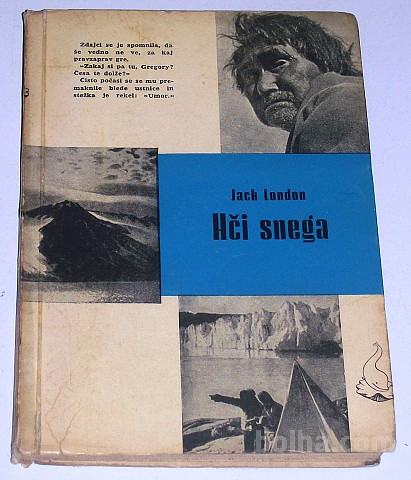 Zdajci se je spomnila, da
še vedno ne ve, za kaj
pravzaprav gre.
«Zakaj si pa tu, Gregory?
Česa te dolže?»
Čisto počasi so se mu pre-
maknile blede ustnice in
stežka je rekel: «Umor.»
Jack London
Hči snega
bolha.com